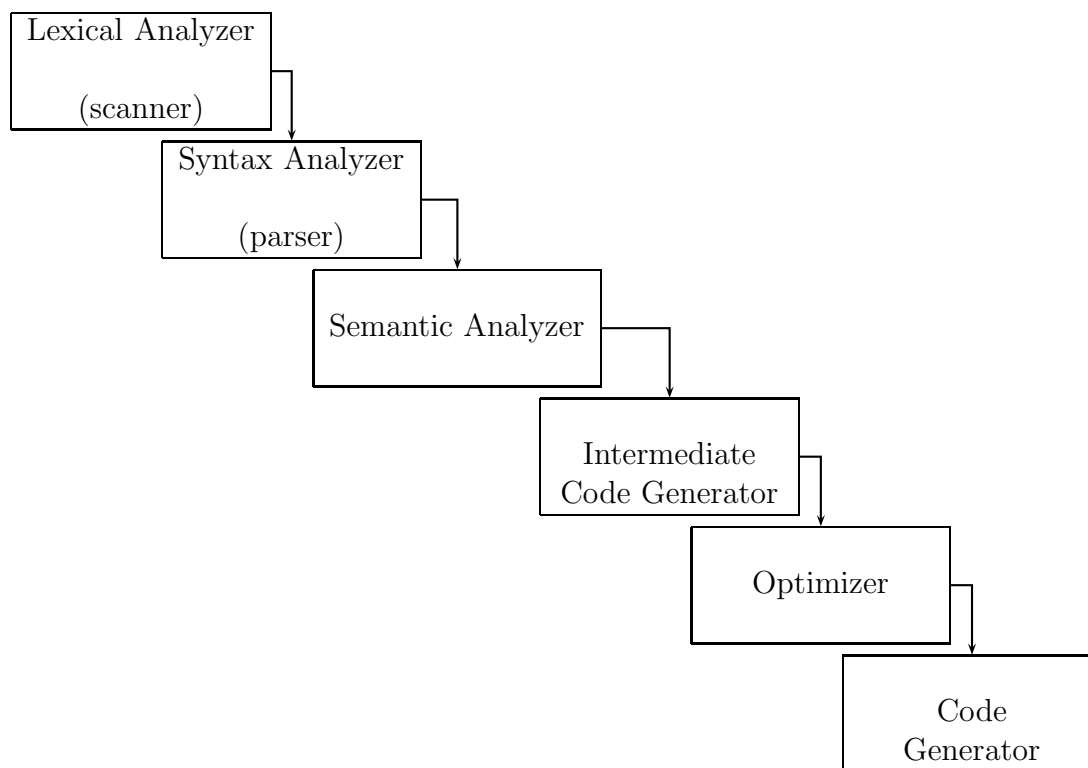 Lexical Analyzer
(scanner)
Syntax Analyzer
(parser)
Semantic Analyzer
Intermediate
Code Generator
Optimizer
Code
Generator